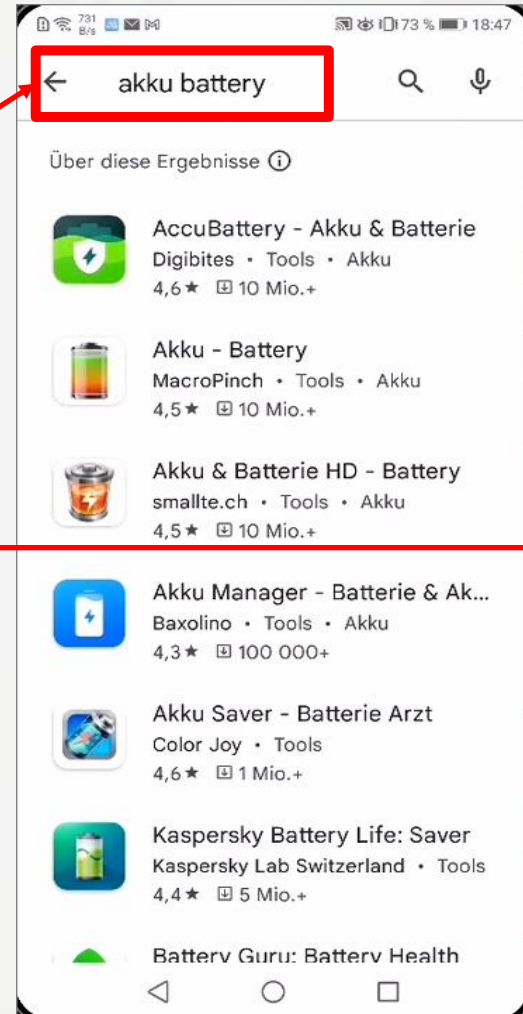 731
B/s
73 %
18:47
akku battery
Über diese Ergebnisse
AccuBattery - Akku & Batterie
Digibites • Tools • Akku
4,6★ 10 Mio.+
Akku - Battery
MacroPinch • Tools • Akku
4,5★ 10 Mio.+
Akku & Batterie HD - Battery
smallte.ch • Tools • Akku
4,5★ 10 Mio.+
Akku Manager - Batterie & Ak...
Baxolino • Tools • Akku
4,3★ 100 000+
Akku Saver - Batterie Arzt
Color Joy • Tools
4,6★ 1 Mio.+
Kaspersky Battery Life: Saver
Kaspersky Lab Switzerland • Tools
4,4★ 5 Mio.+
Battery Guru: Battery Health